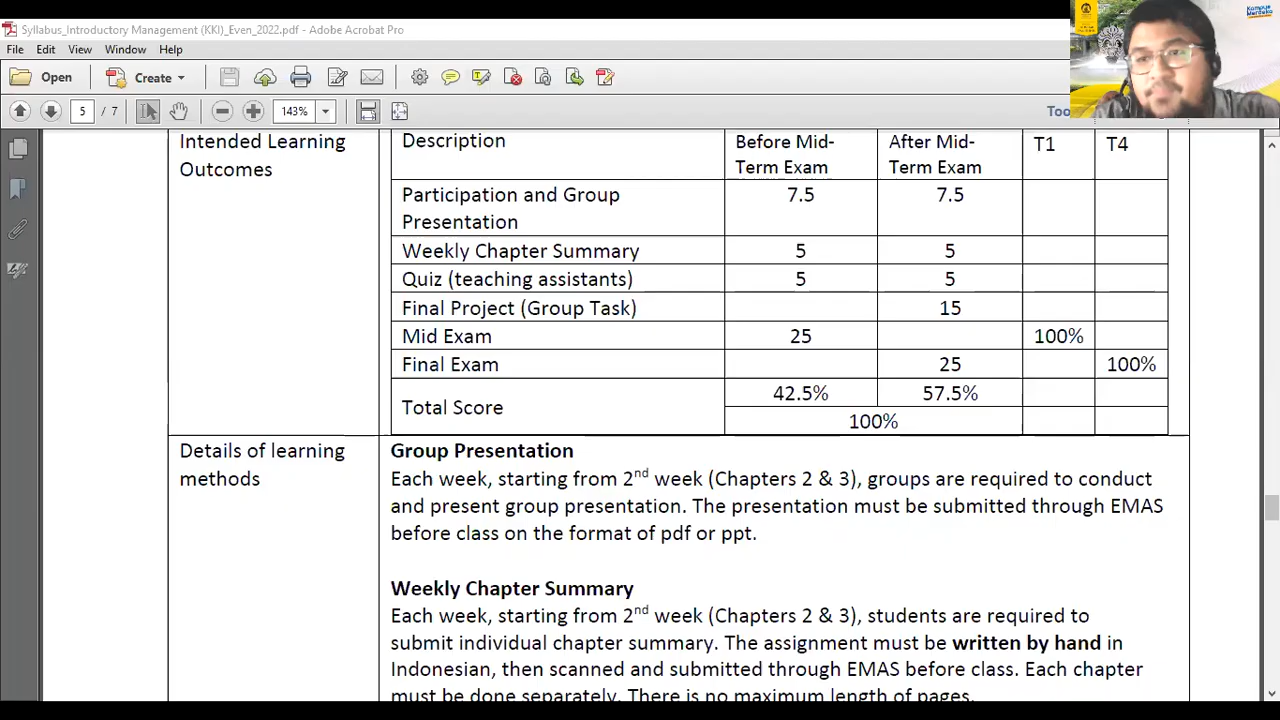 Syllabus_Introductory Management (KKI)_Even_2022.pdf - Adobe Acrobat Pro
File Edit View Window Help
Open Create
5 / 7 143%
Kampus
Merdeka
Intended Learning
Outcomes
Description Before Mid-
Term Exam After Mid-
Term Exam T1 T4
Participation and Group
Presentation 7.5 7.5
Weekly Chapter Summary 5 5
Quiz (teaching assistants) 5 5
Final Project (Group Task) 15
Mid Exam 25 100%
Final Exam 25 100%
Total Score 42.5% 57.5%
100%
Details of learning
methods
Group Presentation
Each week, starting from 2nd week (Chapters 2 & 3), groups are required to conduct
and present group presentation. The presentation must be submitted through EMAS
before class on the format of pdf or ppt.
Weekly Chapter Summary
Each week, starting from 2nd week (Chapters 2 & 3), students are required to
submit individual chapter summary. The assignment must be written by hand in
Indonesian, then scanned and submitted through EMAS before class. Each chapter
must be done separately. There is no maximum length of pages.